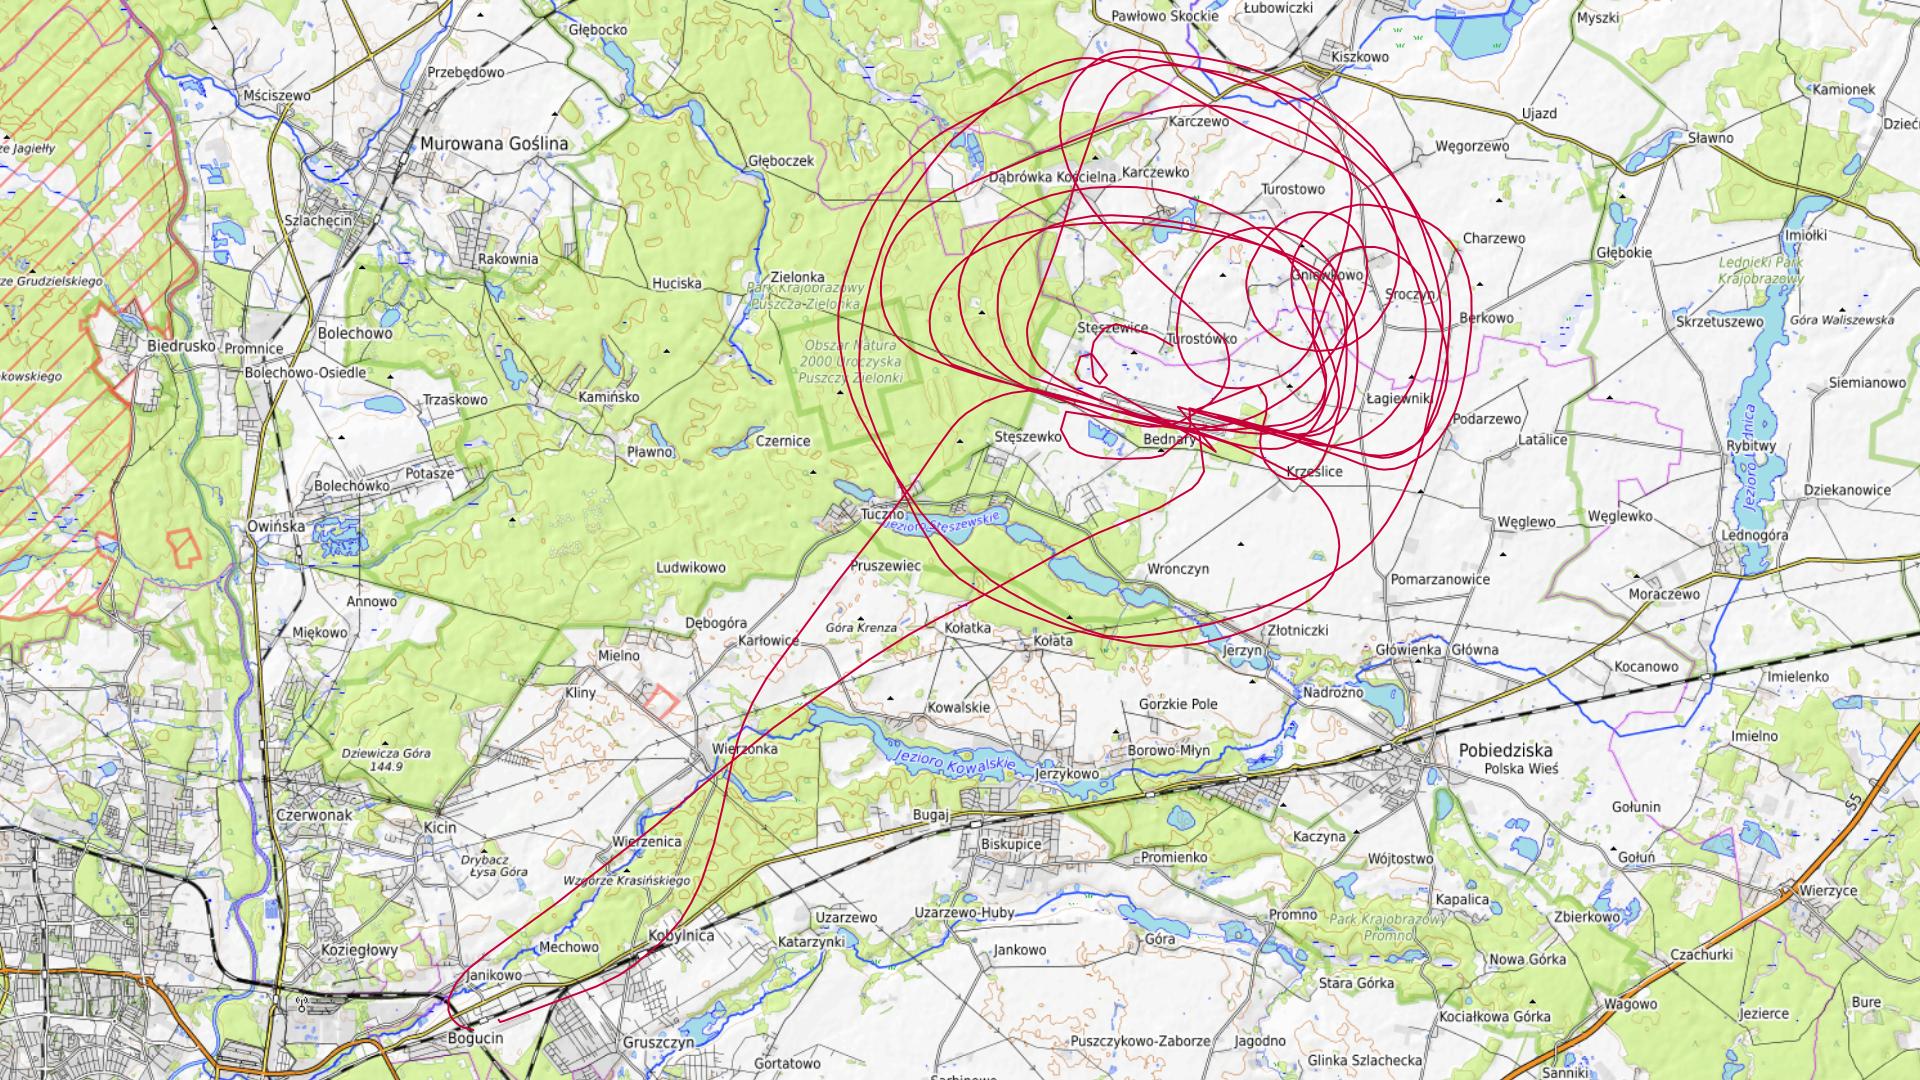 Pawłowo Skockie
Łubowiczki
Myszki
Głębocko
Kiszkowo
Przebędowo
Kamionek
Mściszewo
Ujazd
Karczewo
Sławno
Murowana Goślina
Węgorzewo
ze Jagiełły
Głęboczek
Dąbrówka Kościelna
Karczewko
Turostowo
Szlachęcin
Charzewo
Imiołki
Głębokie
Rakownia
Lednicki Park
Krajobrazowy
ze Grudzielskiego
Huciska
Zielonka
Park Krajobrazowy
Puszcza-Zielonka
Gniewkowo
Sroczyn
Berkowo
Skrzetuszewo
Góra Waliszewska
Bolechowo
Stęszewice
Turostówko
Biedrusko
Promnice
Obszar Natura
2000 Uroczyska
Puszczy Zielonki
Bolechowo-Osiedle
kowskiego
Siemianowo
Trzaskowo
Kamińsko
Łagiewniki
Podarzewo
Stęszewko
Bednary
Latalice
Rybitwy
Jezioro Lednica
Czernice
Pławno
Potasze
Bolechówko
Krzeslice
Dziekanowice
Owińska
Tuczno
Jezioro Stęszewskie
Węglewo
Węglewko
Lednogóra
Pruszewiec
Ludwikowo
Wronczyn
Pomarzanowice
Moraczewo
Annowo
Dębogóra
Góra Krenza
Kołatka
Karłowice
Kołata
Złotniczki
Miękowo
Jerzyn
Główienka
Główna
Mielno
Kocanowo
Imielenko
Kliny
Nadrożno
Kowalskie
Gorzkie Pole
Imielno
Dziewicza Góra
144.9
Wierzonka
Borowo-Młyn
Pobiedziska
Polska Wieś
Jezioro Kowalskie
Jerzykowo
S5
Czerwonak
Kicin
Bugaj
Gołunin
Wierzenica
Biskupice
Kaczyna
Drybacz
Łysa Góra
Promienko
Wójtostwo
Gołuń
Wzgórze Krasińskiego
Wierzyce
Kapalica
Uzarzewo
Uzarzewo-Huby
Promno
Park Krajobrazowy
Promno
Zbierkowo
Kobylnica
Katarzynki
Góra
Koziegłowy
Mechowo
Jankowo
Czachurki
Nowa Górka
Janikowo
Stara Górka
Wagowo
Bure
Kociałkowa Górka
Jezierce
Bogucin
Gruszczyn
Puszczykowo-Zaborze
Jagodno
Gortatowo
Glinka Szlachecka
Sanniki